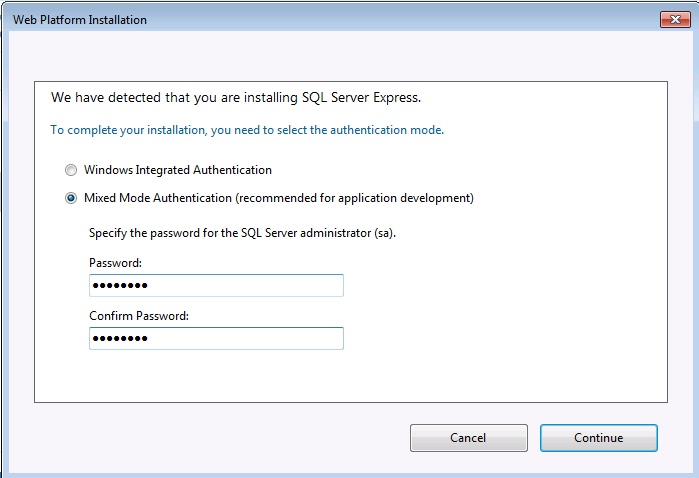 Web Platform Installation
We have detected that you are installing SQL Server Express.
To complete your installation, you need to select the authentication mode.
Windows Integrated Authentication
Mixed Mode Authentication (recommended for application development)
Specify the password for the SQL Server administrator (sa).
Password:
●●●●●●●●
Confirm Password:
●●●●●●●●
Cancel Continue